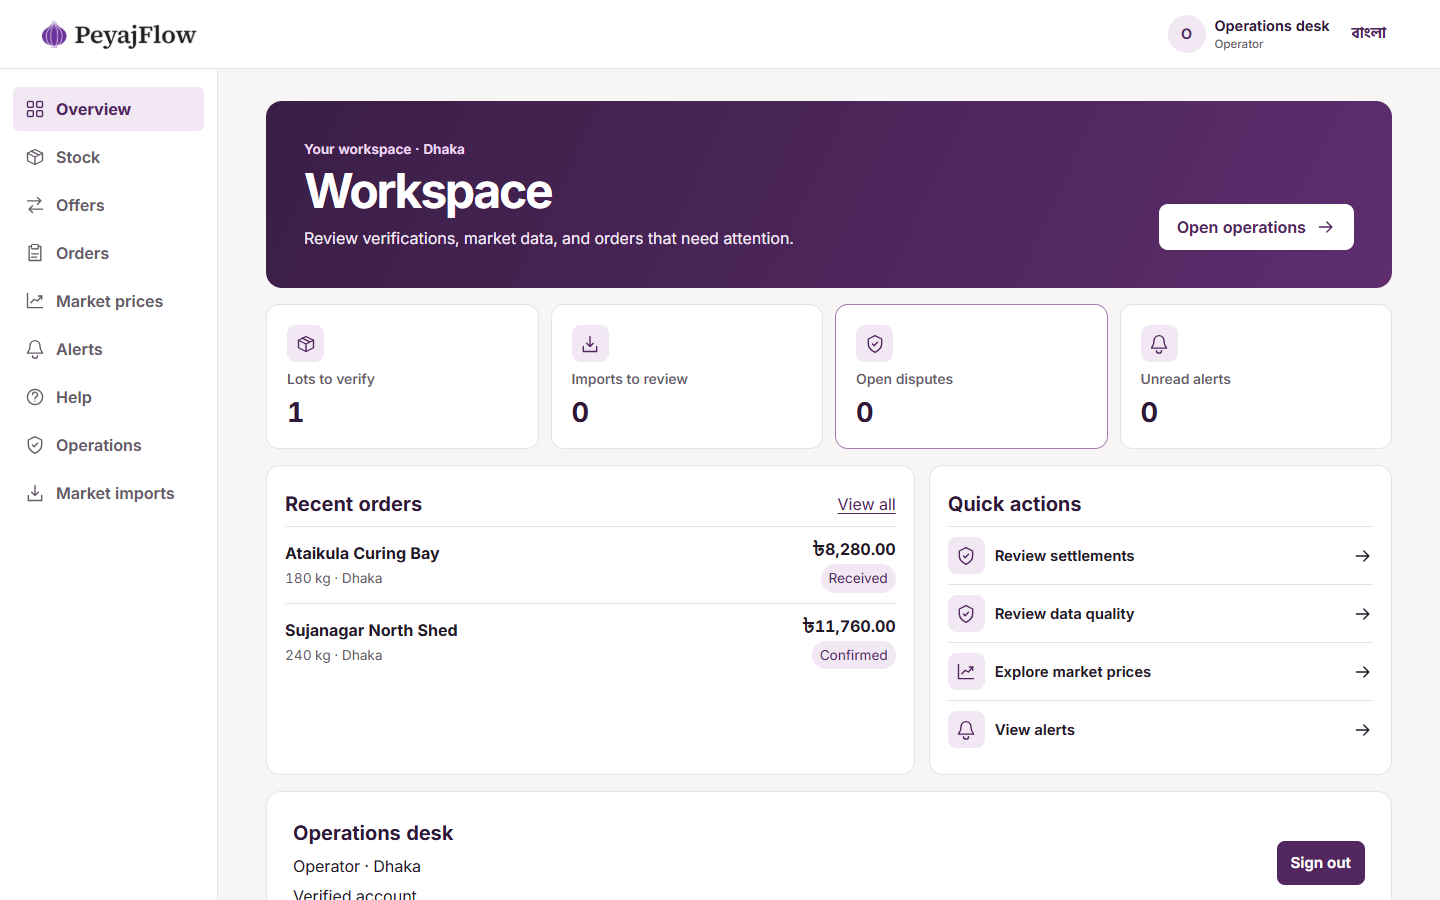 PeyajFlow
O
Operations desk
Operator
বাংলা
Overview
Stock
Offers
Orders
Market prices
Alerts
Help
Operations
Market imports
Your workspace · Dhaka
Workspace
Review verifications, market data, and orders that need attention.
Open operations
Lots to verify
1
Imports to review
0
Open disputes
0
Unread alerts
0
Recent orders
View all
Ataikula Curing Bay
৳8,280.00
180 kg · Dhaka
Received
Sujanagar North Shed
৳11,760.00
240 kg · Dhaka
Confirmed
Quick actions
Review settlements
Review data quality
Explore market prices
View alerts
Operations desk
Operator · Dhaka
Verified account
Sign out